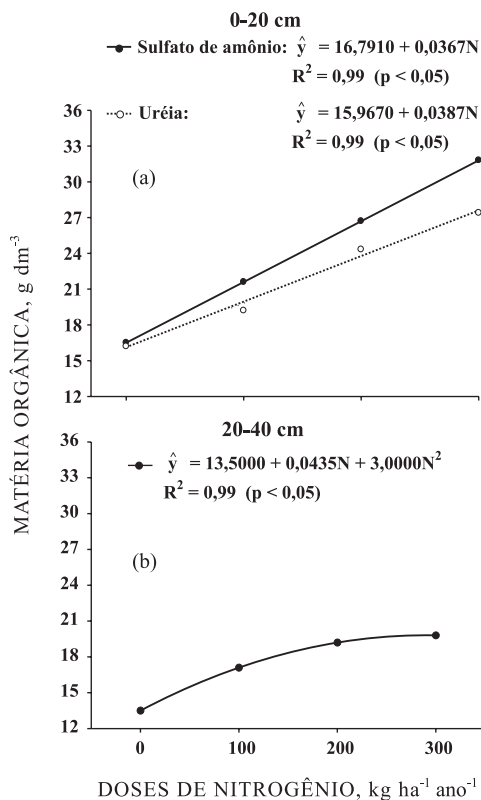 0-20 cm
Sulfato de amônio: ŷ = 16,7910 + 0,0367N
R² = 0,99 (p < 0,05)
Uréia: ŷ = 15,9670 + 0,0387N
R² = 0,99 (p < 0,05)
(a)
36
33
30
27
24
21
18
15
12
MATÉRIA ORGÂNICA, g dm⁻³
20-40 cm
ŷ = 13,5000 + 0,0435N + 3,0000N²
R² = 0,99 (p < 0,05)
(b)
36
33
30
27
24
21
18
15
12
0 100 200 300
DOSES DE NITROGÊNIO, kg ha⁻¹ ano⁻¹